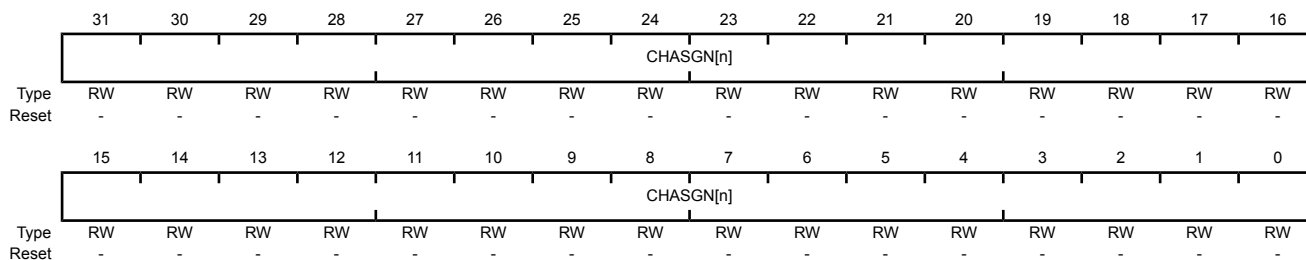 31 30 29 28 27 26 25 24 23 22 21 20 19 18 17 16
CHASGN[n]
Type RW RW RW RW RW RW RW RW RW RW RW RW RW RW RW RW
Reset - - - - - - - - - - - - - - - -
15 14 13 12 11 10 9 8 7 6 5 4 3 2 1 0
CHASGN[n]
Type RW RW RW RW RW RW RW RW RW RW RW RW RW RW RW RW
Reset - - - - - - - - - - - - - - - -